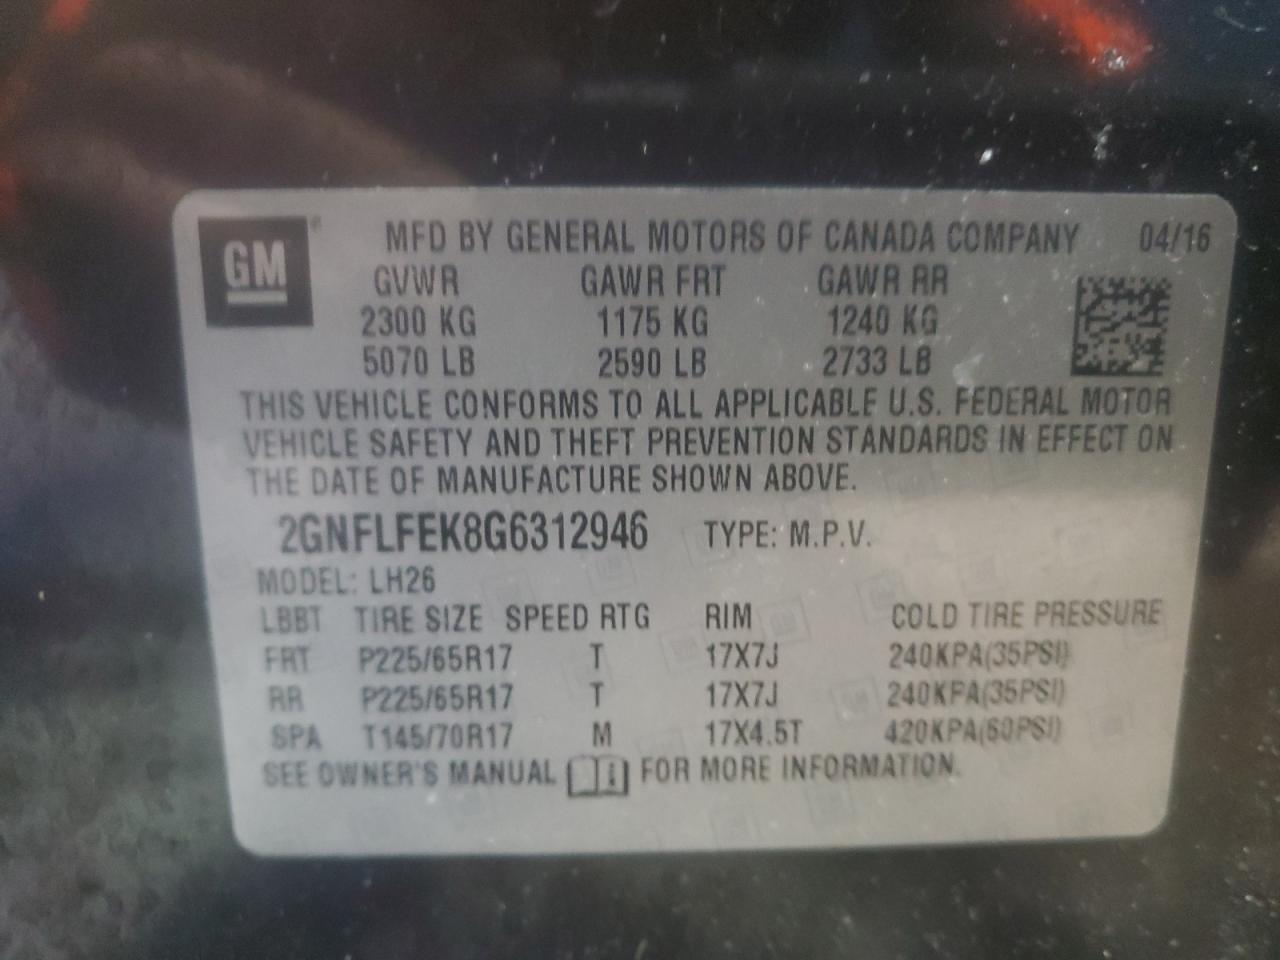 GM® MFD BY GENERAL MOTORS OF CANADA COMPANY 04/16
GVWR GAWR FRT GAWR RR
2300 KG 1175 KG 1240 KG
5070 LB 2590 LB 2733 LB
THIS VEHICLE CONFORMS TO ALL APPLICABLE U.S. FEDERAL MOTOR
VEHICLE SAFETY AND THEFT PREVENTION STANDARDS IN EFFECT ON
THE DATE OF MANUFACTURE SHOWN ABOVE.
2GNFLFEK8G6312946 TYPE: M.P.V.
MODEL: LH26
LBBT TIRE SIZE SPEED RTG RIM COLD TIRE PRESSURE
FRT P225/65R17 T 17X7J 240KPA(35PSI)
RR P225/65R17 T 17X7J 240KPA(35PSI)
SPA T145/70R17 M 17X4.5T 420KPA(60PSI)
SEE OWNER'S MANUAL i FOR MORE INFORMATION.